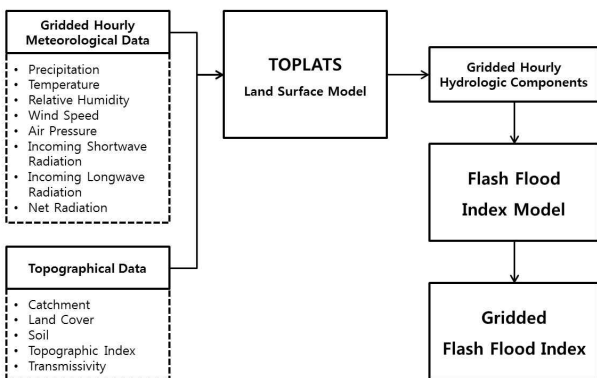 Gridded Hourly
Meteorological Data
• Precipitation
• Temperature
• Relative Humidity
• Wind Speed
• Air Pressure
• Incoming Shortwave
Radiation
• Incoming Longwave
Radiation
• Net Radiation
Topographical Data
• Catchment
• Land Cover
• Soil
• Topographic Index
• Transmissivity
TOPLATS
Land Surface Model
Gridded Hourly
Hydrologic Components
Flash Flood
Index Model
Gridded
Flash Flood Index